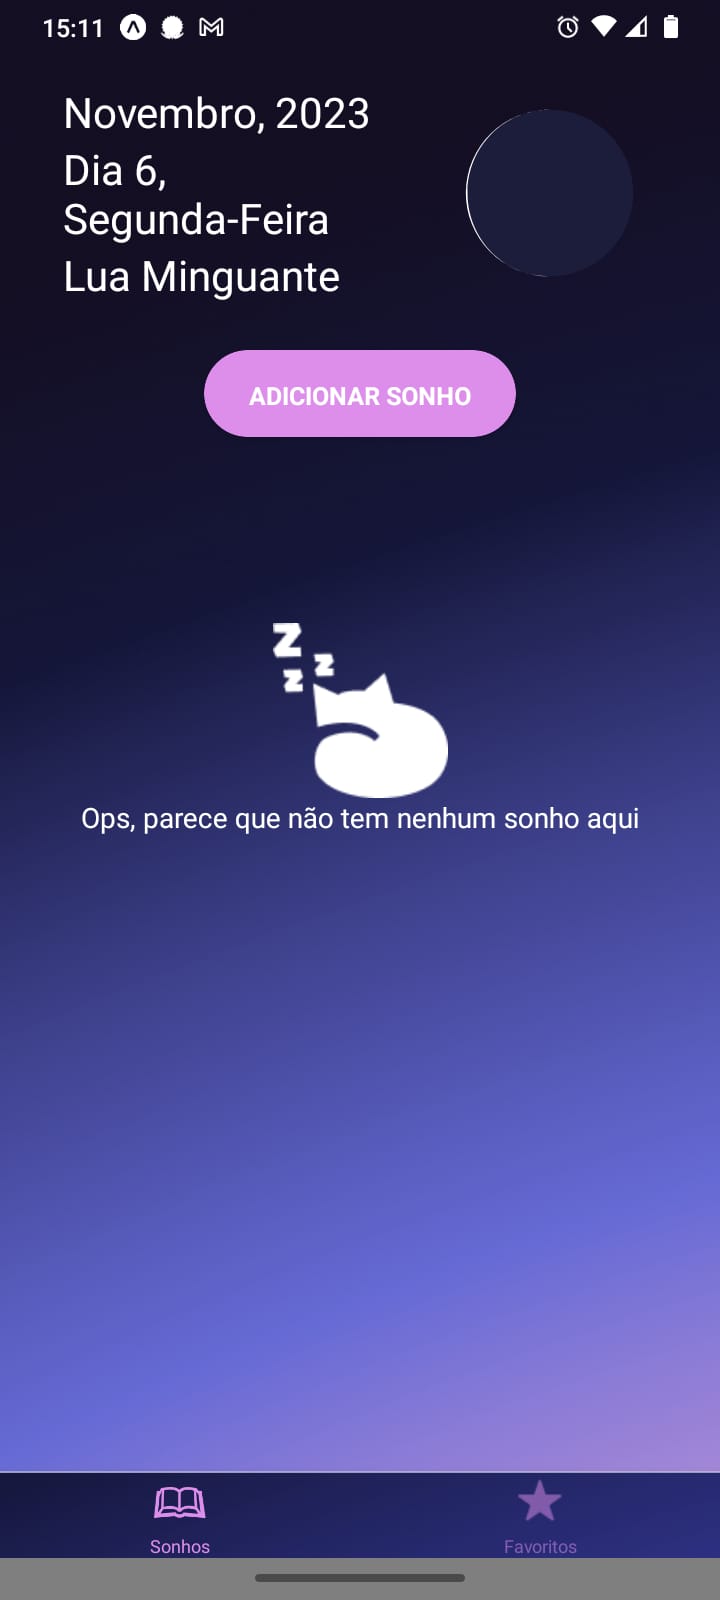 15:11
Novembro, 2023
Dia 6,
Segunda-Feira
Lua Minguante
ADICIONAR SONHO
Z
z
z
Ops, parece que não tem nenhum sonho aqui
Sonhos
Favoritos